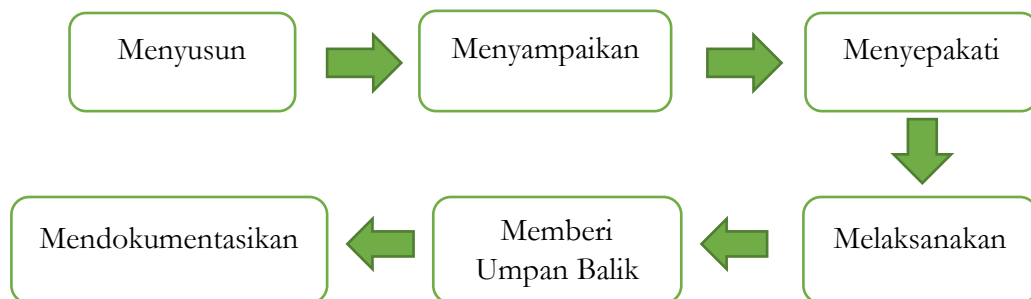 Menyusun
Menyampaikan
Menyepakati
Melaksanakan
Memberi
Umpan Balik
Mendokumentasikan